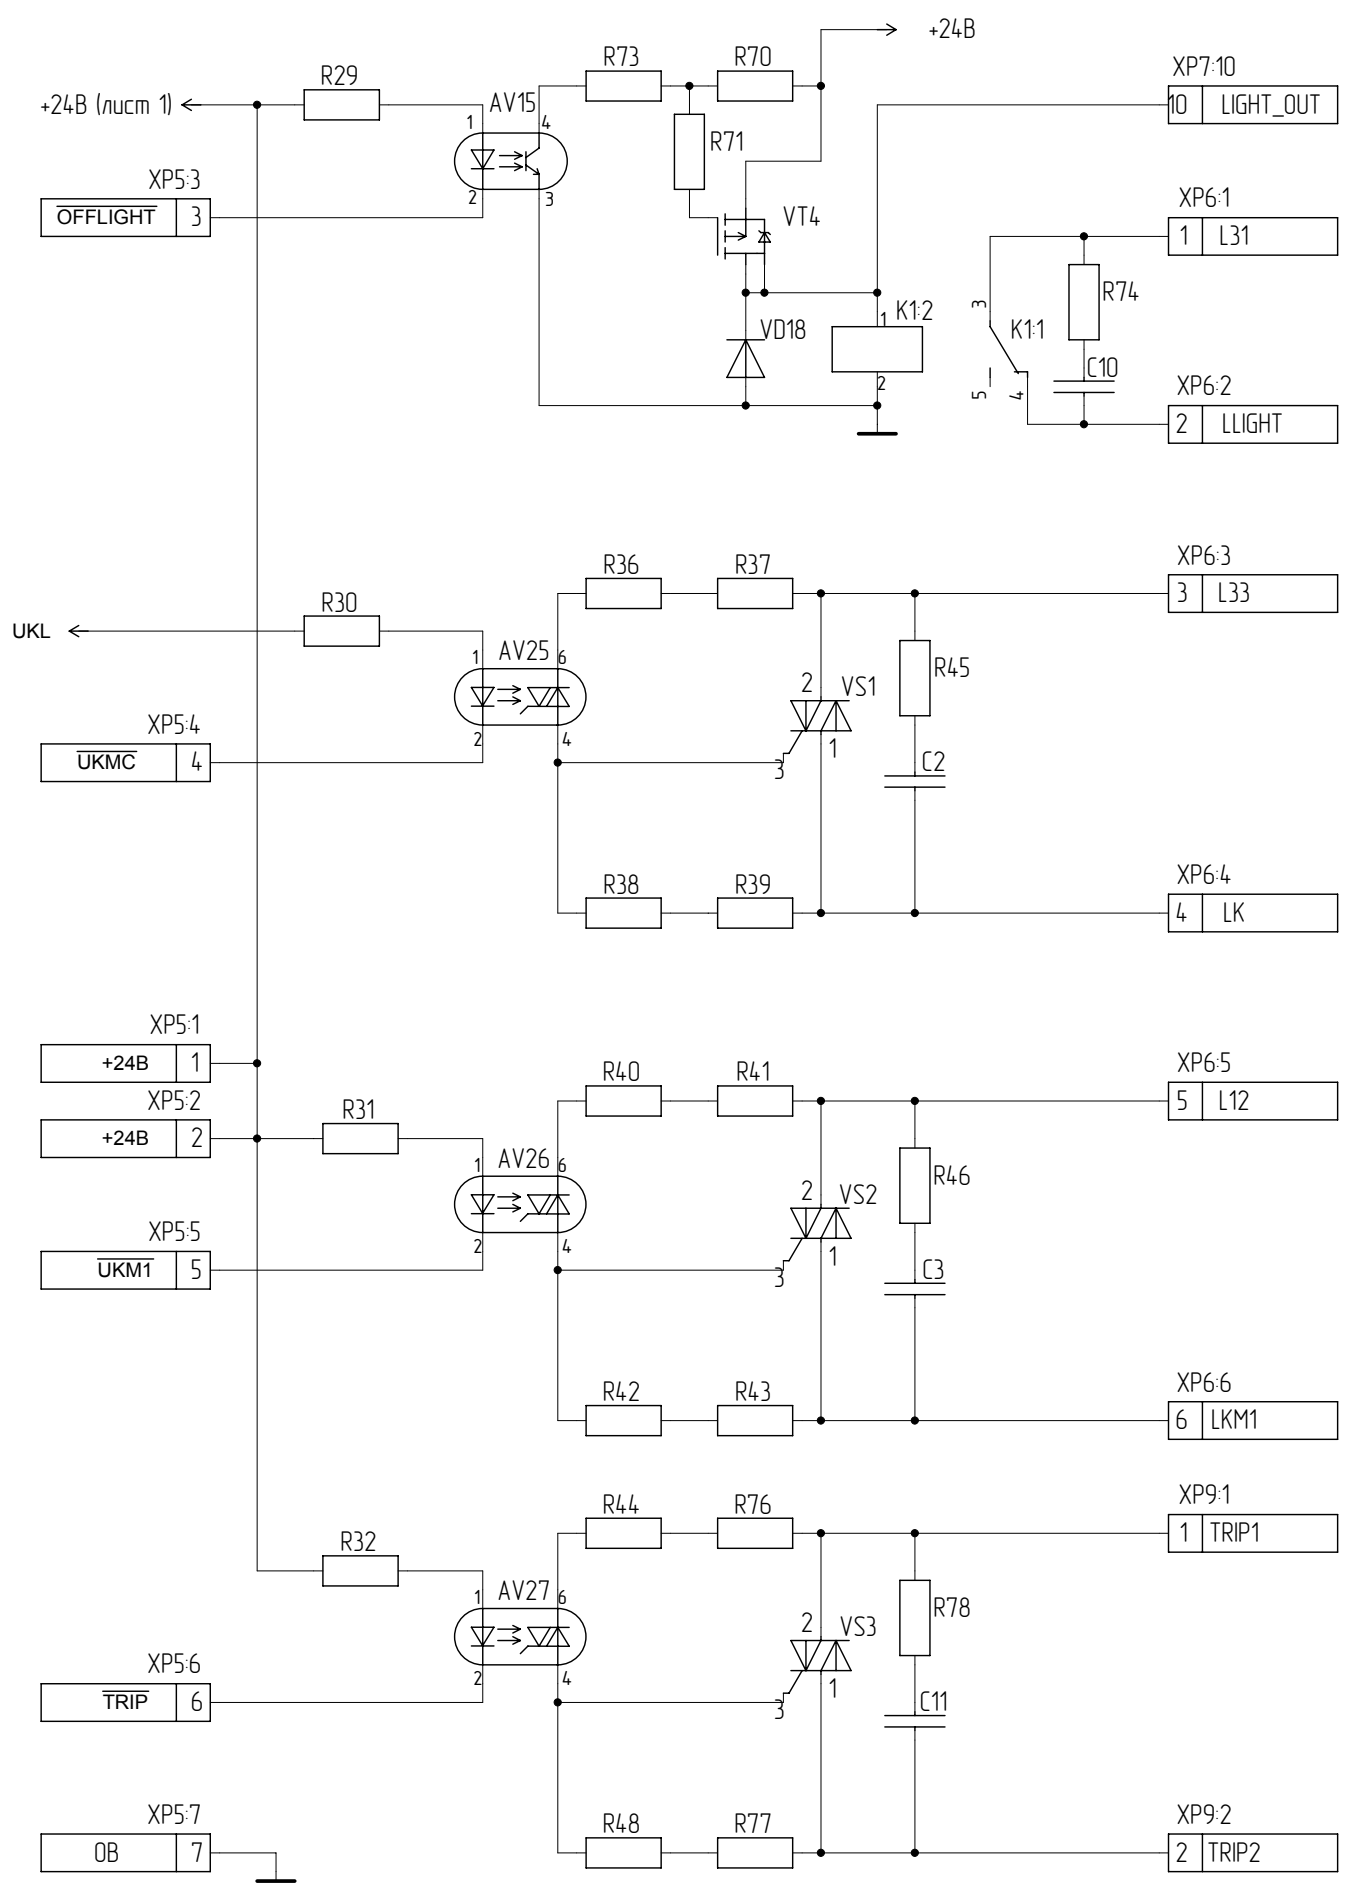 +24В
R73
R70
XP7:10
R29
+24В (лист 1)
AV15
10 LIGHT_OUT
1
4
R71
XP5:3
OFFLIGHT 3
2
3
XP6:1
VT4
1 L31
R74
3
K1:1
K1:2
1
VD18
C10
2
5
4
XP6:2
2 LLIGHT
R36
R37
XP6:3
3 L33
R30
UKL
AV25
1
6
R45
2
VS1
XP5:4
UKMC 4
2
4
1
3
C2
R38
R39
XP6:4
4 LK
XP5:1
+24В 1
R40
R41
XP6:5
5 L12
XP5:2
+24В 2
R31
AV26
1
6
R46
2
VS2
XP5:5
UKM1 5
2
4
1
3
C3
R42
R43
XP6:6
6 LKM1
R44
R76
XP9:1
1 TRIP1
R32
AV27
1
6
R78
2
VS3
XP5:6
TRIP 6
2
4
1
3
C11
XP5:7
0В 7
R48
R77
XP9:2
2 TRIP2